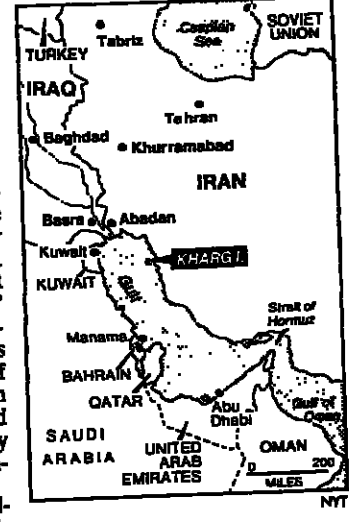 Caspian
Sea
SOVIET
UNION
Tabriz
TURKEY
IRAQ
Tehran
Baghdad
Khurramabad
IRAN
Basra
Abadan
Kuwait
KHARG I.
KUWAIT
Gulf
Strait of
Hormuz
Manama
BAHRAIN
QATAR
Abu
Dhabi
Gulf of
Oman
SAUDI
ARABIA
UNITED
ARAB
EMIRATES
OMAN
0 200
MILES
NYT